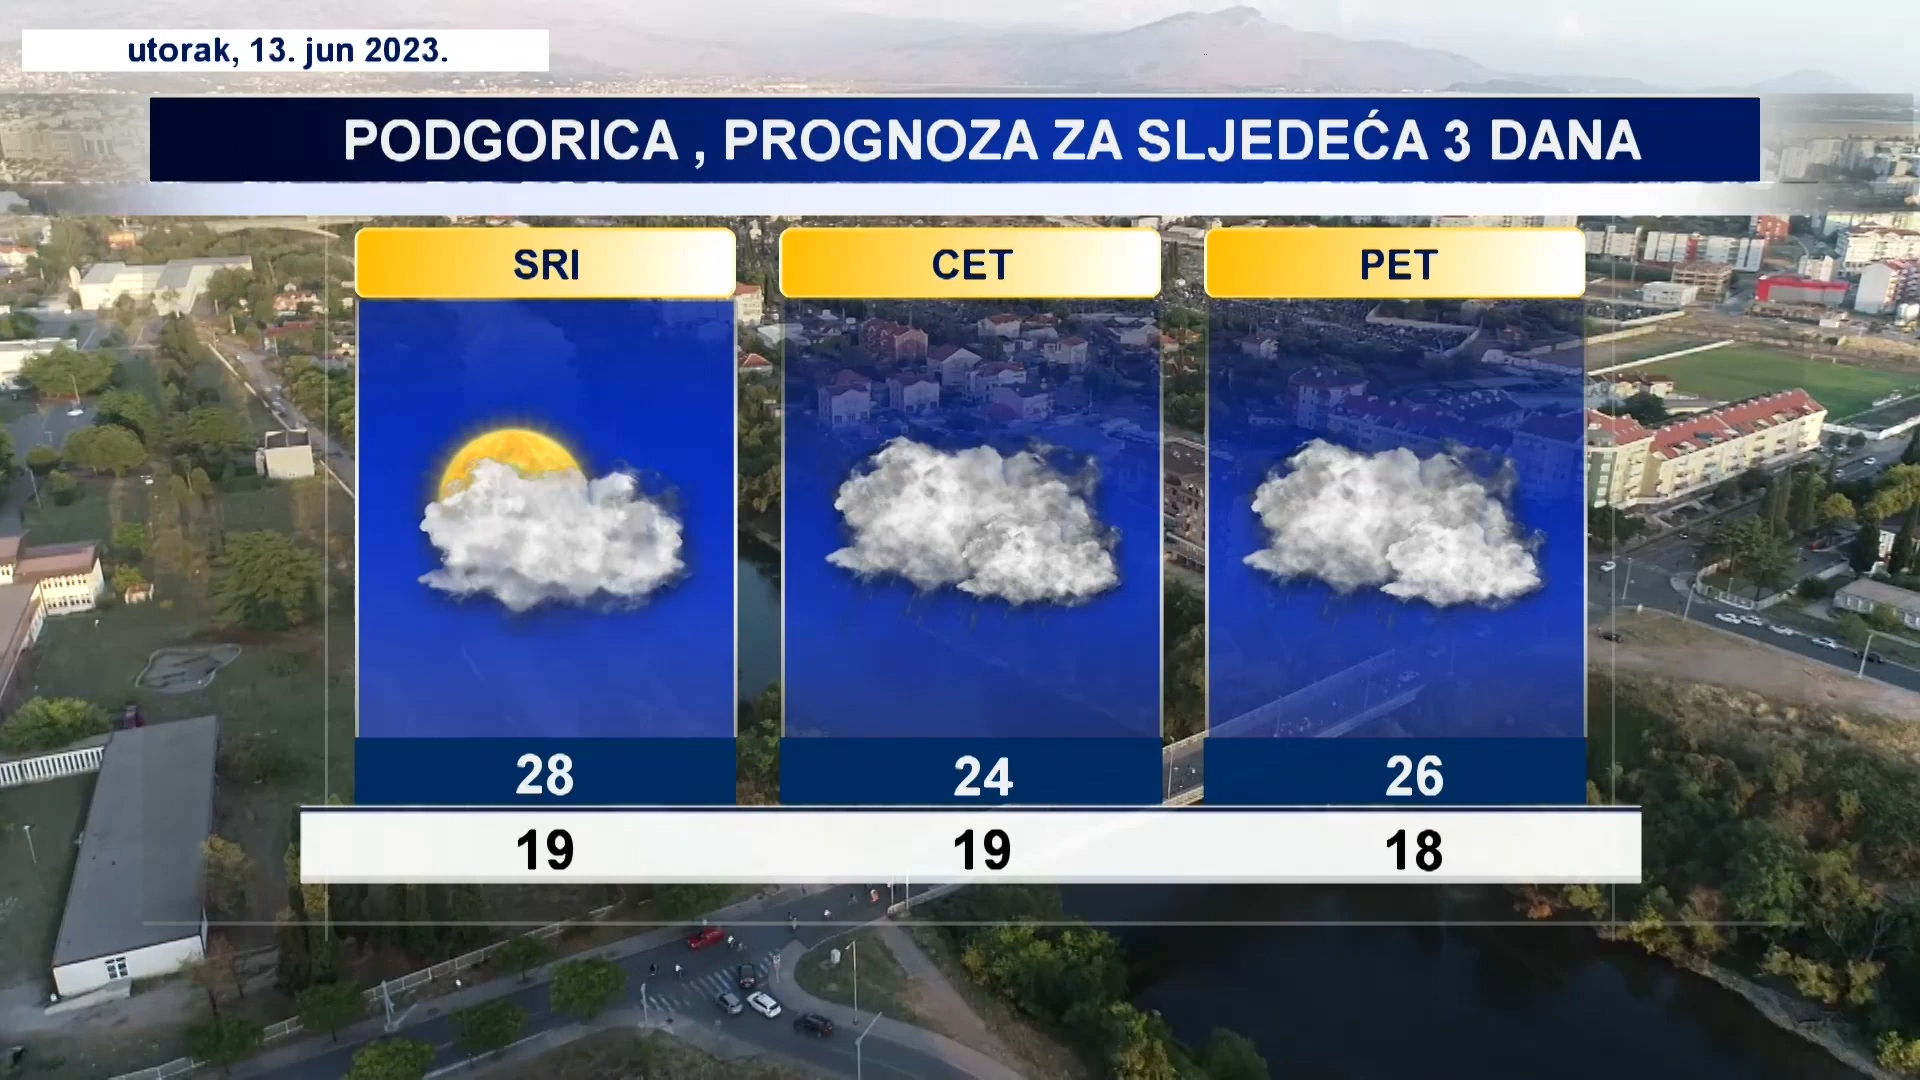 utorak, 13. jun 2023.
PODGORICA , PROGNOZA ZA SLJEDEĆA 3 DANA
SRI CET PET
28 24 26
19 19 18